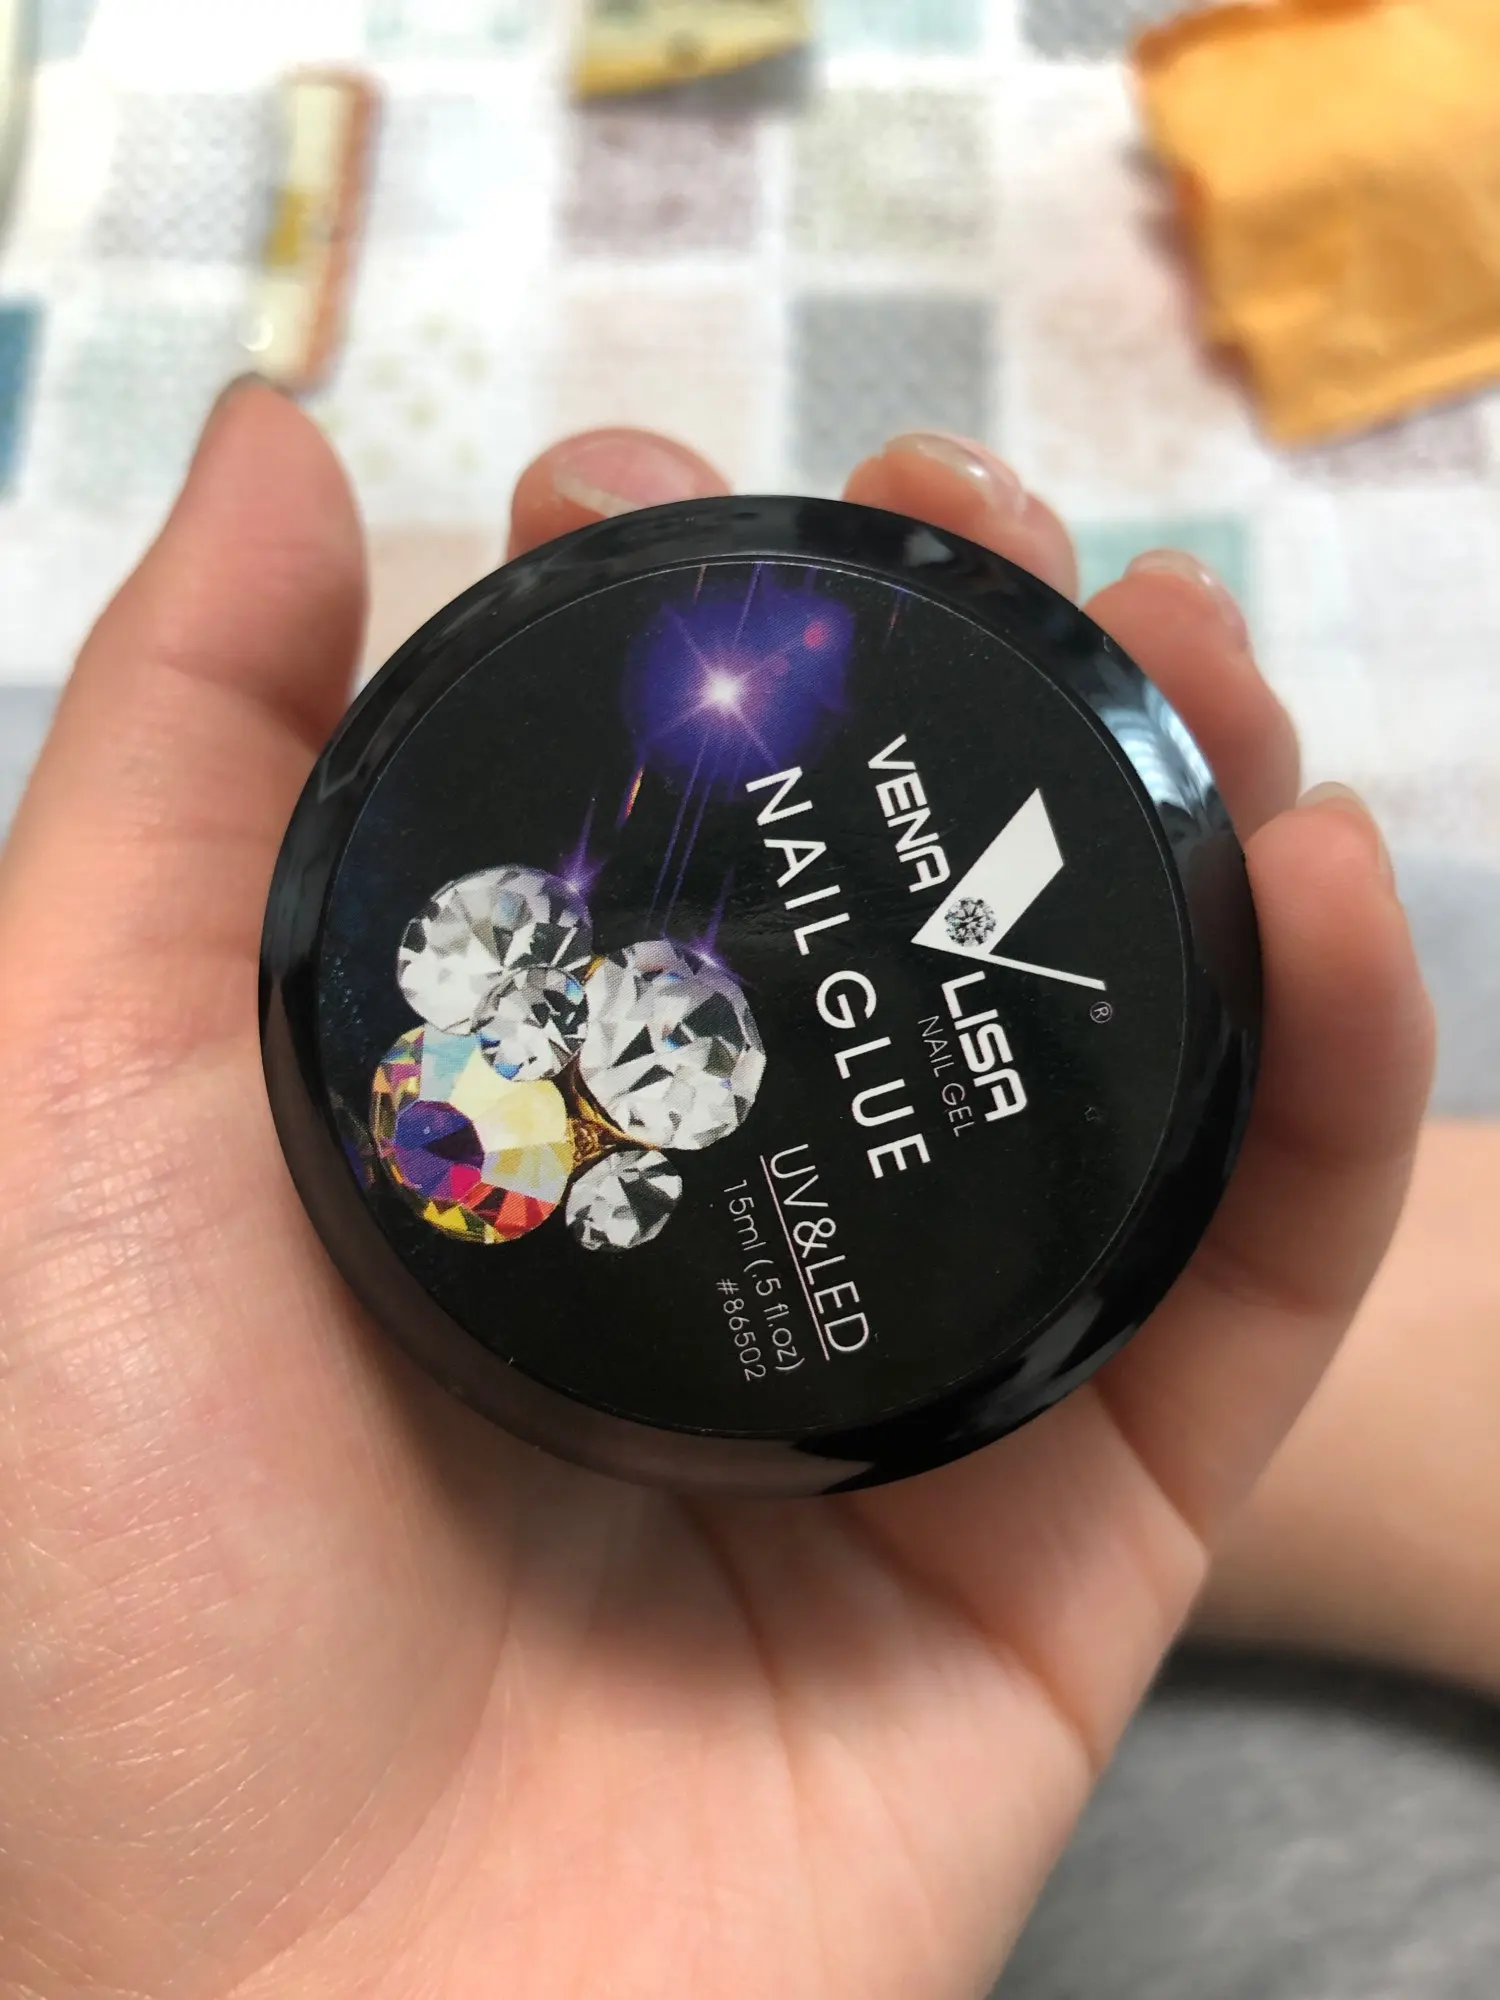 VENA LISA ®
NAIL GEL
NAIL GLUE
UV&LED
15ml (.5 fl.oz)
#86502